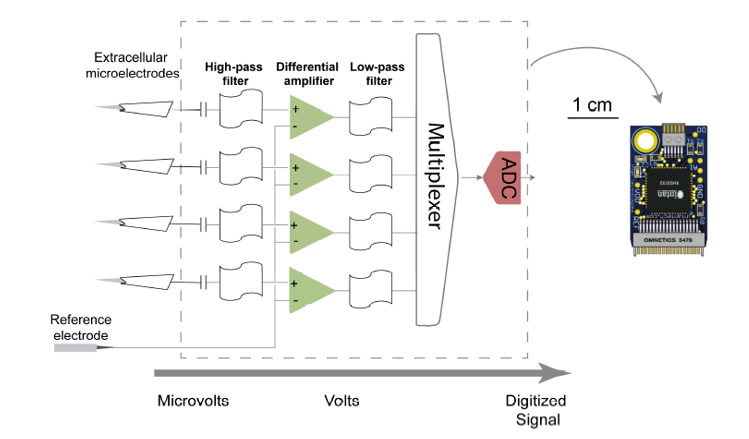 Extracellular
microelectrodes
High-pass
filter
Differential
amplifier
Low-pass
filter
1 cm
+
-
+
-
+
-
+
-
Multiplexer
ADC
intan
OMNETICS
Reference
electrode
Microvolts
Volts
Digitized
Signal